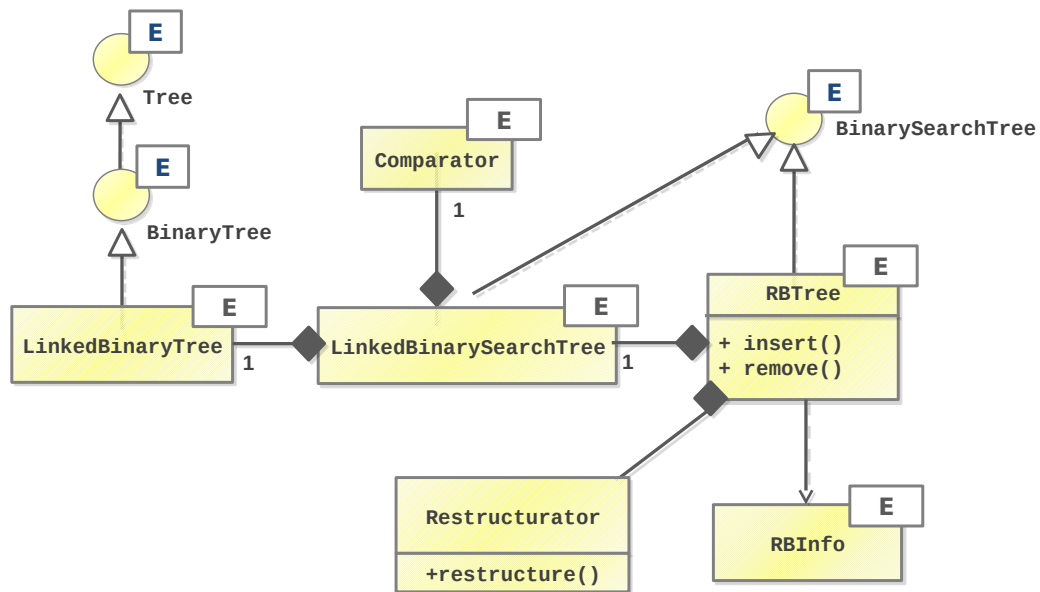 E
Tree
E
BinaryTree
E
LinkedBinaryTree
1
E
Comparator
1
E
LinkedBinarySearchTree
1
E
BinarySearchTree
E
RBTree
+ insert()
+ remove()
Restructurator
+restructure()
E
RBInfo